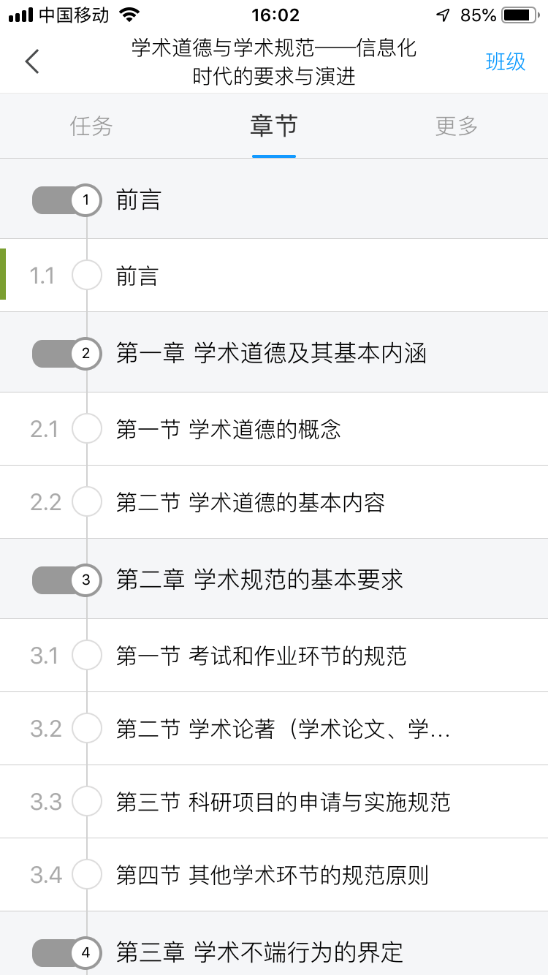 中国移动 16:02 85%
学术道德与学术规范——信息化
时代的要求与演进
班级
任务 章节 更多
1 前言
1.1 前言
2 第一章 学术道德及其基本内涵
2.1 第一节 学术道德的概念
2.2 第二节 学术道德的基本内容
3 第二章 学术规范的基本要求
3.1 第一节 考试和作业环节的规范
3.2 第二节 学术论著（学术论文、学...
3.3 第三节 科研项目的申请与实施规范
3.4 第四节 其他学术环节的规范原则
4 第三章 学术不端行为的界定